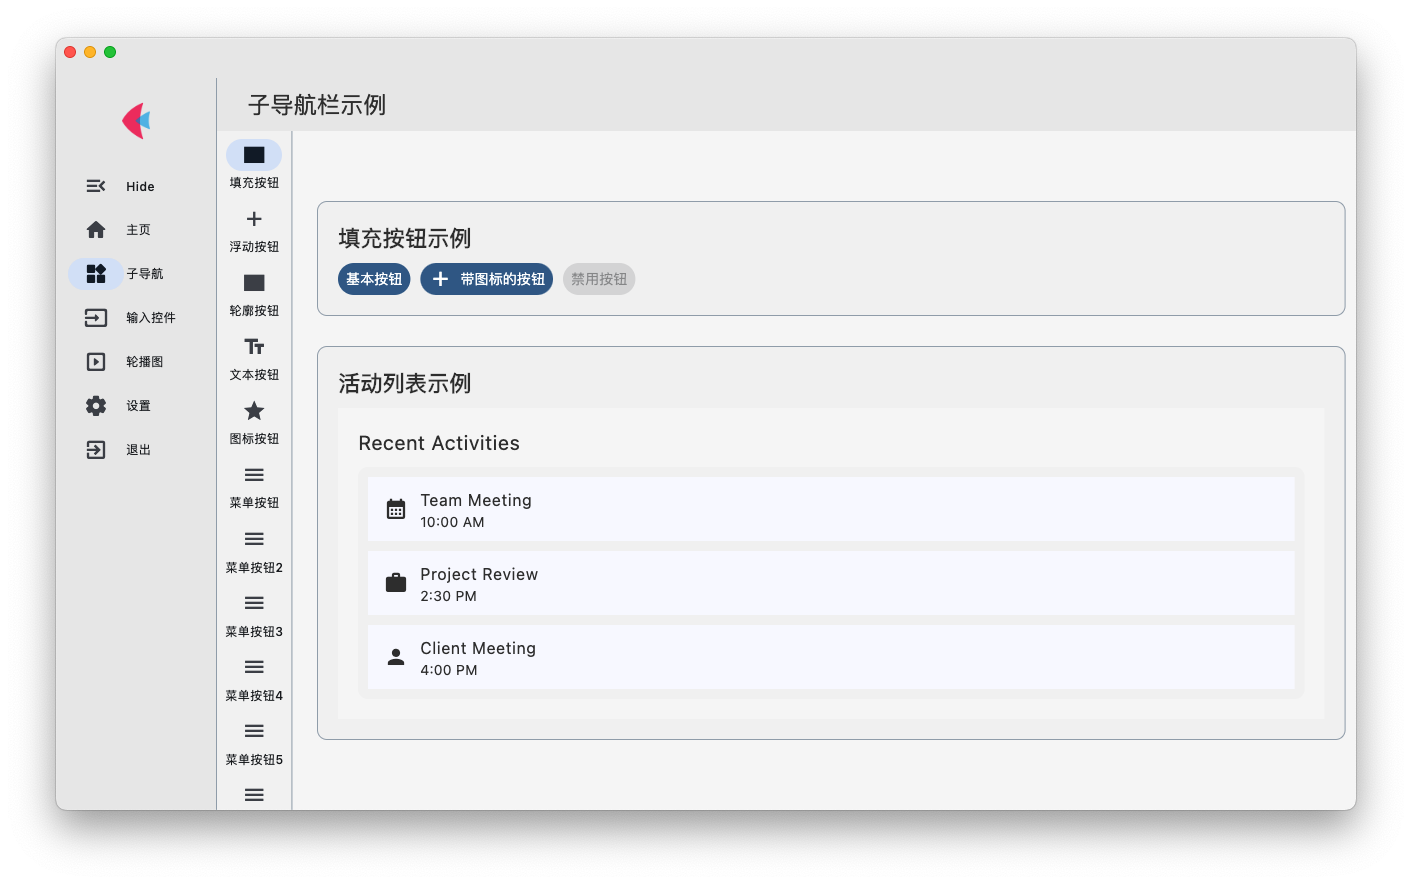 Hide
主页
子导航
输入控件
轮播图
设置
退出
子导航栏示例
填充按钮
浮动按钮
轮廓按钮
Tt
文本按钮
图标按钮
菜单按钮
菜单按钮2
菜单按钮3
菜单按钮4
菜单按钮5
填充按钮示例
基本按钮
带图标的按钮
禁用按钮
活动列表示例
Recent Activities
Team Meeting
10:00 AM
Project Review
2:30 PM
Client Meeting
4:00 PM